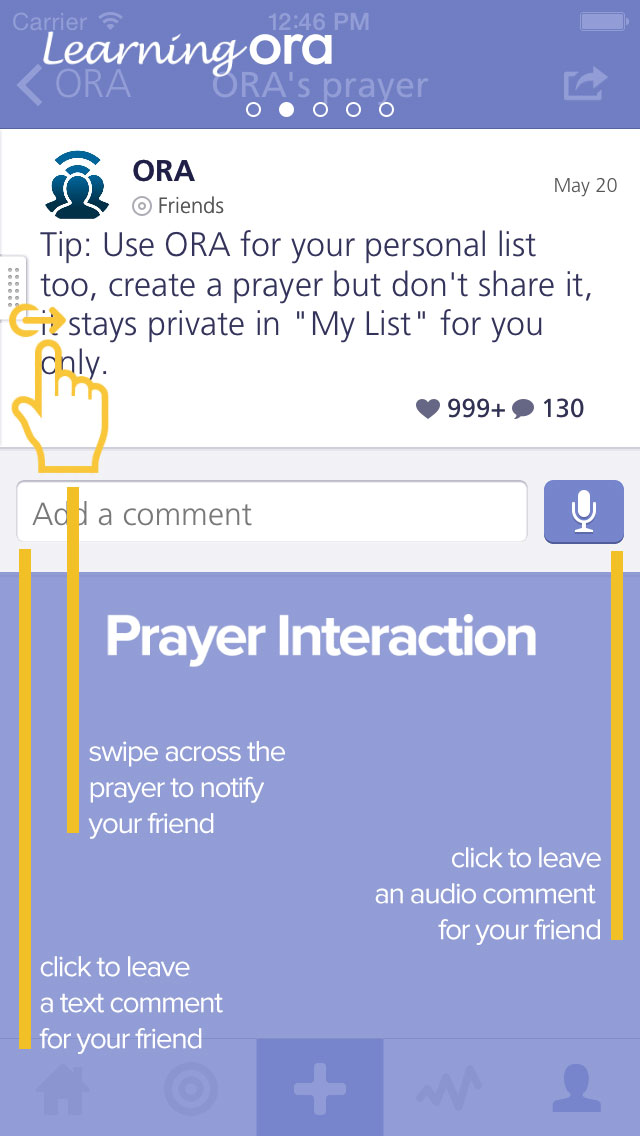 Carrier 12:46 PM
Learning ora
ORA ORA's prayer
ORA
Friends
May 20
Tip: Use ORA for your personal list
too, create a prayer but don't share it,
it stays private in "My List" for you
only.
999+ 130
Add a comment
Prayer Interaction
swipe across the
prayer to notify
your friend
click to leave
an audio comment
for your friend
click to leave
a text comment
for your friend